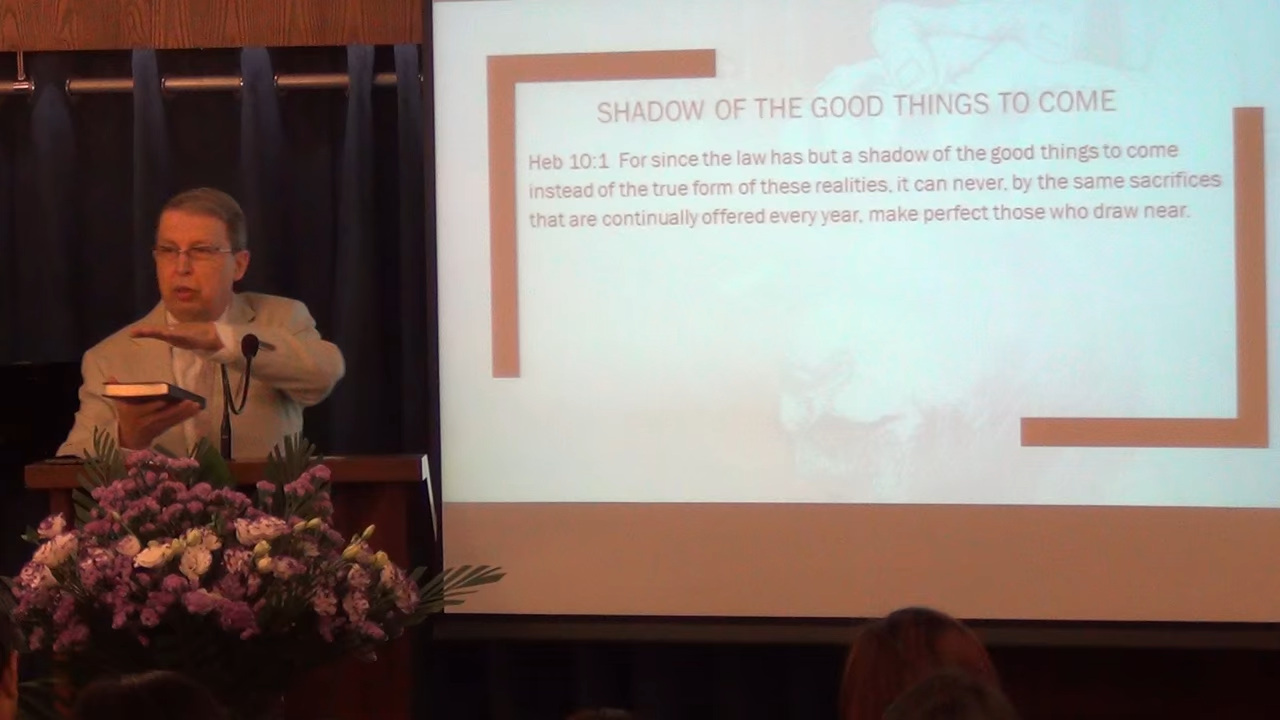 SHADOW OF THE GOOD THINGS TO COME
Heb 10:1 For since the law has but a shadow of the good things to come
instead of the true form of these realities, it can never, by the same sacrifices
that are continually offered every year, make perfect those who draw near.